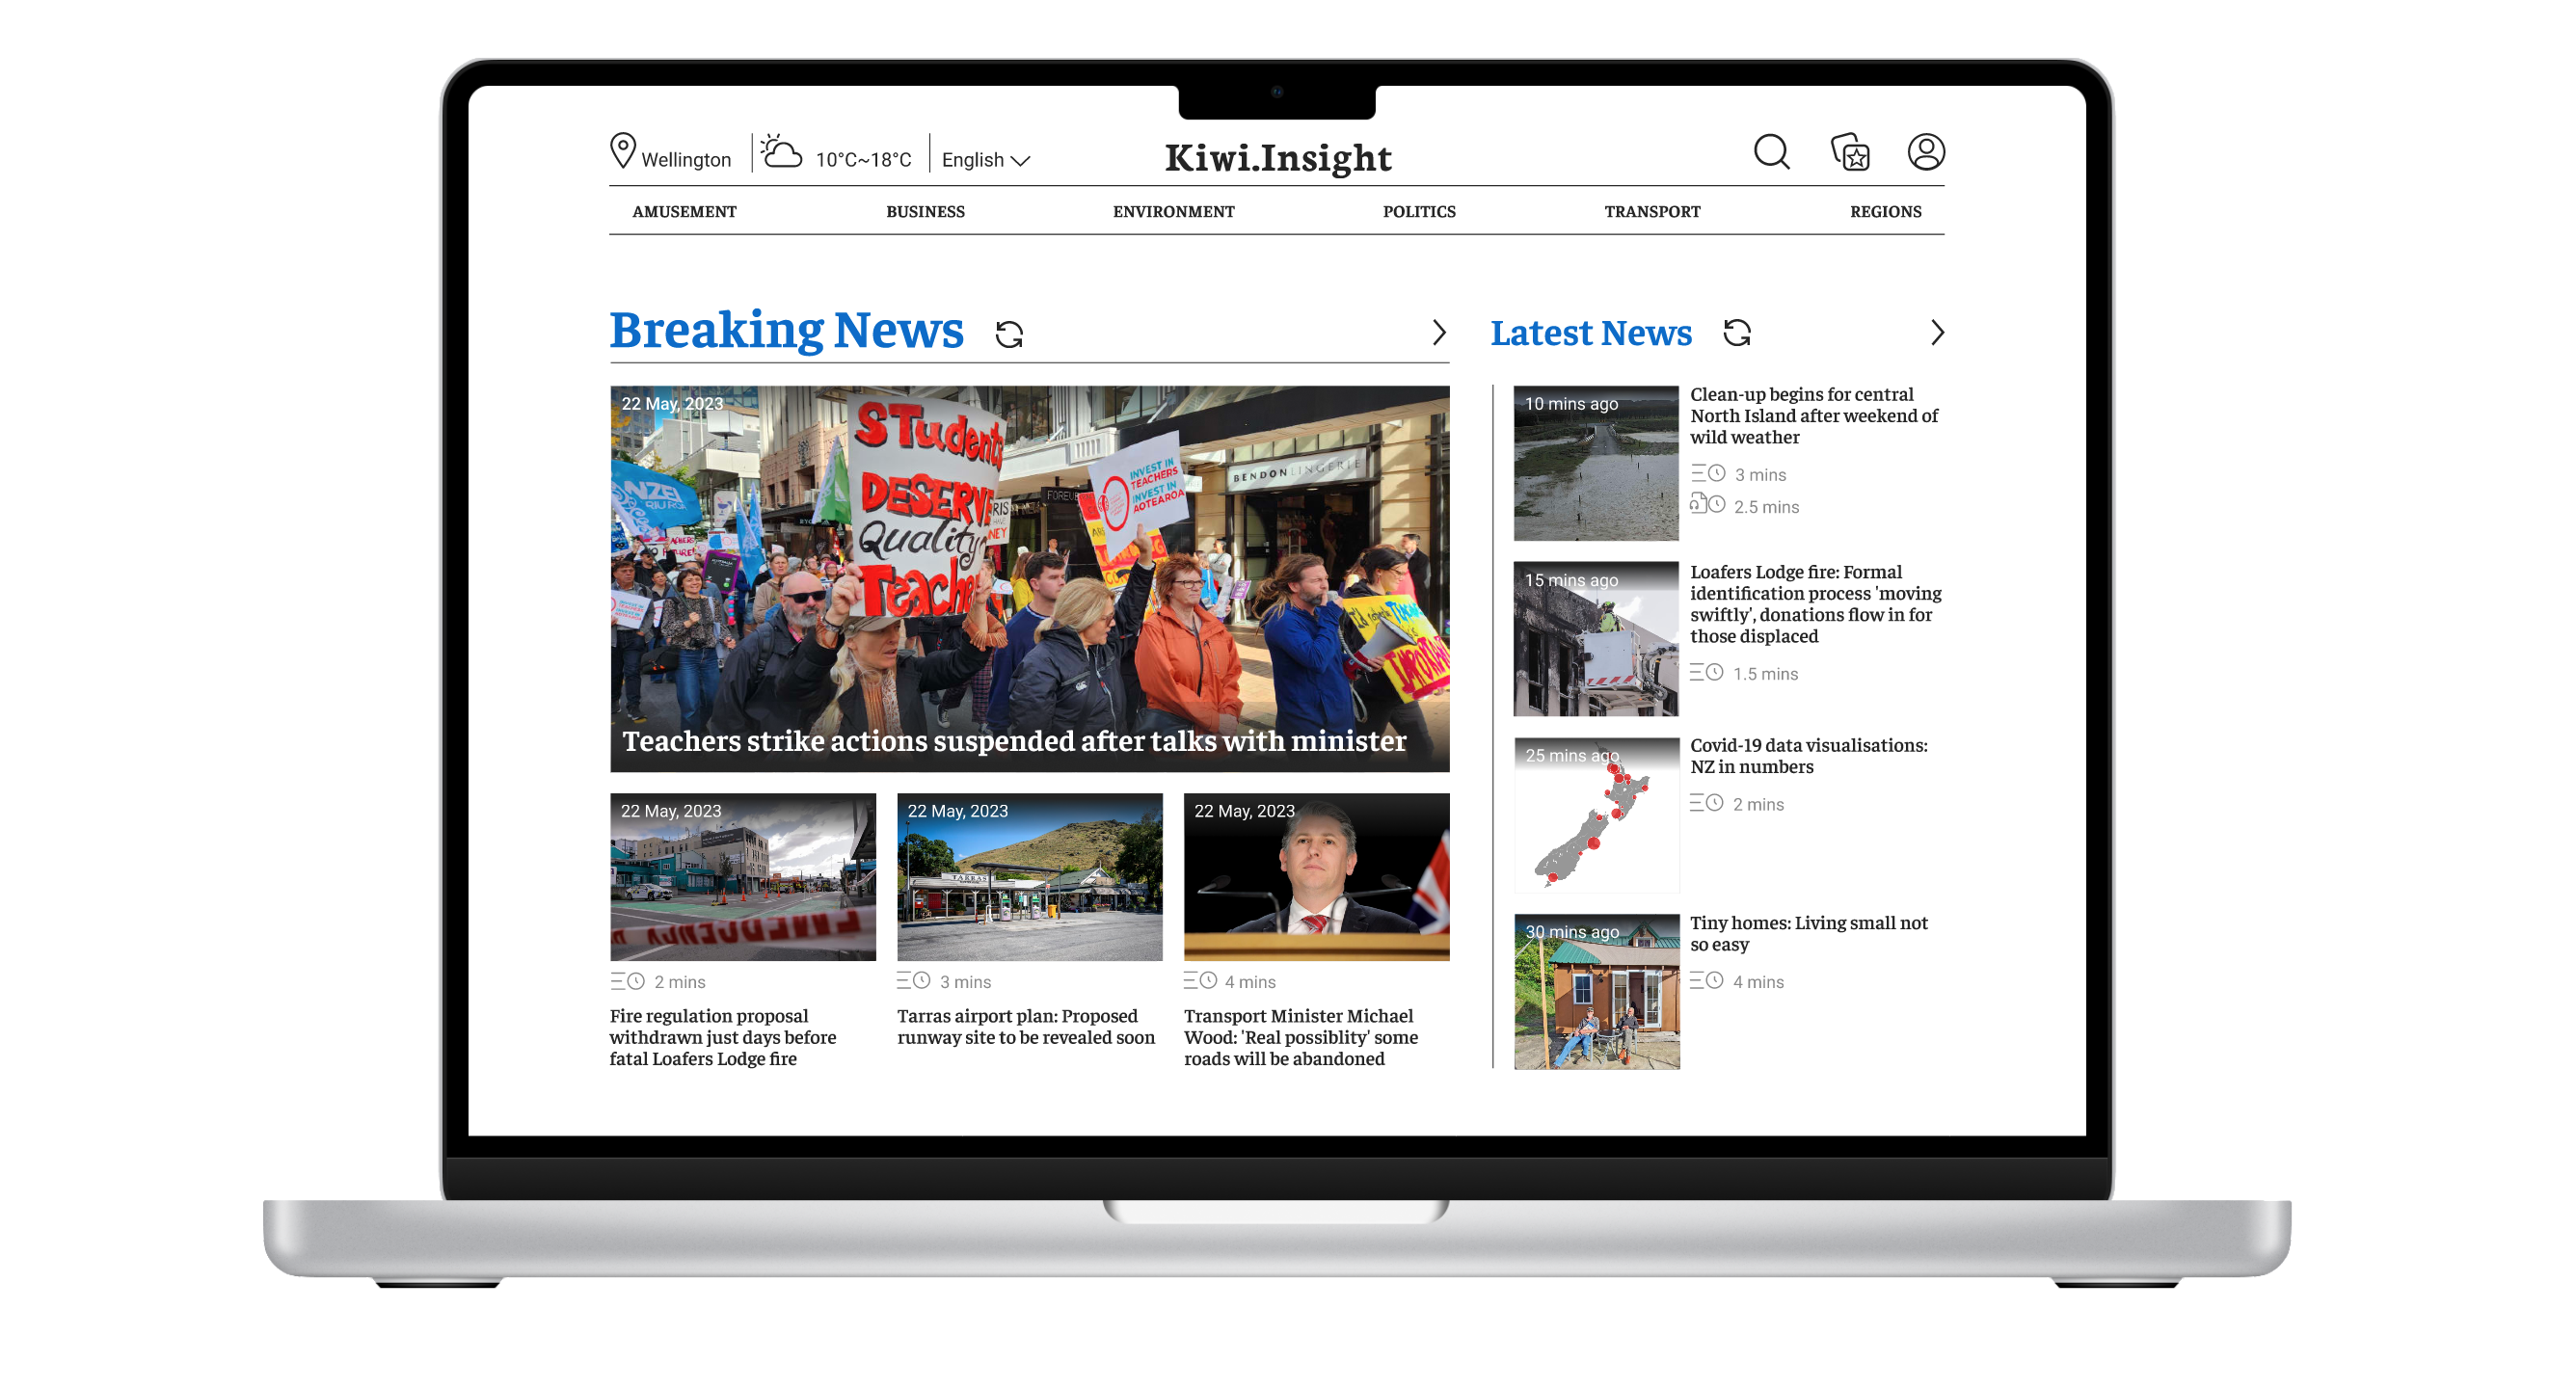 Wellington
10°C~18°C
English
Kiwi.Insight
AMUSEMENT
BUSINESS
ENVIRONMENT
POLITICS
TRANSPORT
REGIONS
Breaking News
22 May, 2023
STudents
DESERVE
Quality
Teache
NZEI
RIU ROA
INVEST IN
TEACHERS
INVEST IN
AOTEAROA
BENDON LINGERIE
Teachers strike actions suspended after talks with minister
22 May, 2023
2 mins
Fire regulation proposal
withdrawn just days before
fatal Loafers Lodge fire
22 May, 2023
TARRAS
3 mins
Tarras airport plan: Proposed
runway site to be revealed soon
22 May, 2023
4 mins
Transport Minister Michael
Wood: 'Real possiblity' some
roads will be abandoned
Latest News
10 mins ago
Clean-up begins for central
North Island after weekend of
wild weather
3 mins
2.5 mins
15 mins ago
Loafers Lodge fire: Formal
identification process 'moving
swiftly', donations flow in for
those displaced
1.5 mins
25 mins ago
Covid-19 data visualisations:
NZ in numbers
2 mins
30 mins ago
Tiny homes: Living small not
so easy
4 mins